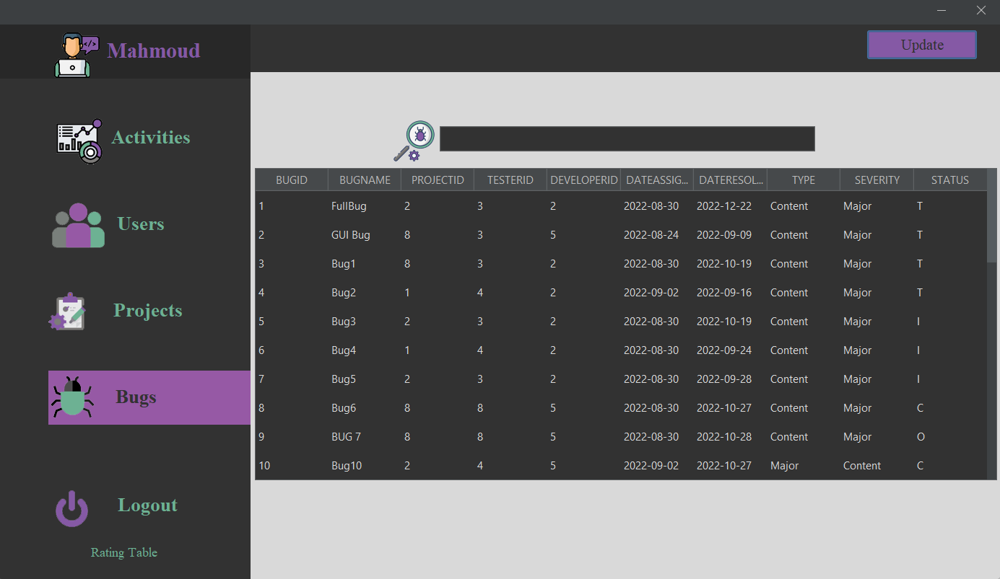 Mahmoud
Update
Activities
Users
Projects
Bugs
Logout
Rating Table
BUGID BUGNAME PROJECTID TESTERID DEVELOPERID DATEASSIG... DATERESOL... TYPE SEVERITY STATUS
1 FullBug 2 3 2 2022-08-30 2022-12-22 Content Major T
2 GUI Bug 8 3 5 2022-08-24 2022-09-09 Content Major T
3 Bug1 8 3 2 2022-08-30 2022-10-19 Content Major T
4 Bug2 1 4 2 2022-09-02 2022-09-16 Content Major T
5 Bug3 2 3 2 2022-08-30 2022-10-19 Content Major I
6 Bug4 1 4 2 2022-08-30 2022-09-24 Content Major I
7 Bug5 2 3 2 2022-08-30 2022-09-28 Content Major I
8 Bug6 8 8 5 2022-08-30 2022-10-27 Content Major C
9 BUG 7 8 8 5 2022-08-30 2022-10-28 Content Major O
10 Bug10 2 4 5 2022-09-02 2022-10-27 Major Content C